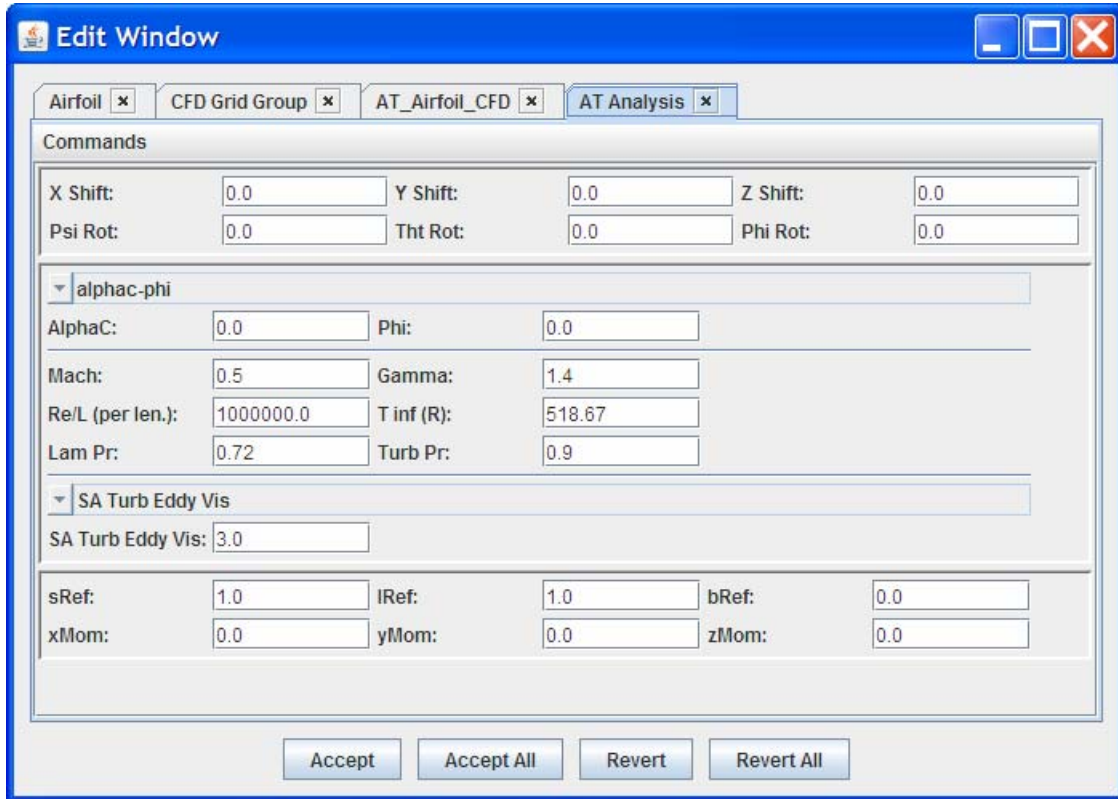 Edit Window
Airfoil CFD Grid Group AT_Airfoil_CFD AT Analysis
Commands
X Shift: 0.0 Y Shift: 0.0 Z Shift: 0.0
Psi Rot: 0.0 Tht Rot: 0.0 Phi Rot: 0.0
alphac-phi
AlphaC: 0.0 Phi: 0.0
Mach: 0.5 Gamma: 1.4
Re/L (per len.): 1000000.0 T inf (R): 518.67
Lam Pr: 0.72 Turb Pr: 0.9
SA Turb Eddy Vis
SA Turb Eddy Vis: 3.0
sRef: 1.0 lRef: 1.0 bRef: 0.0
xMom: 0.0 yMom: 0.0 zMom: 0.0
Accept Accept All Revert Revert All